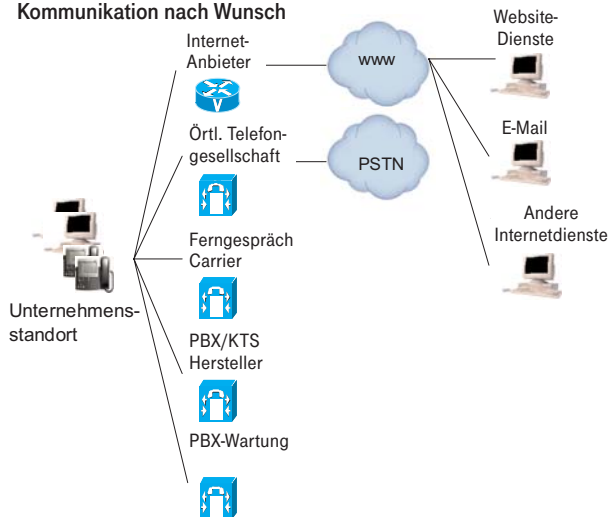 Kommunikation nach Wunsch
Internet-
Anbieter
www
Website-
Dienste
Örtl. Telefon-
gesellschaft
PSTN
E-Mail
Andere
Internetdienste
Ferngespräch
Carrier
Unternehmens-
standort
PBX/KTS
Hersteller
PBX-Wartung